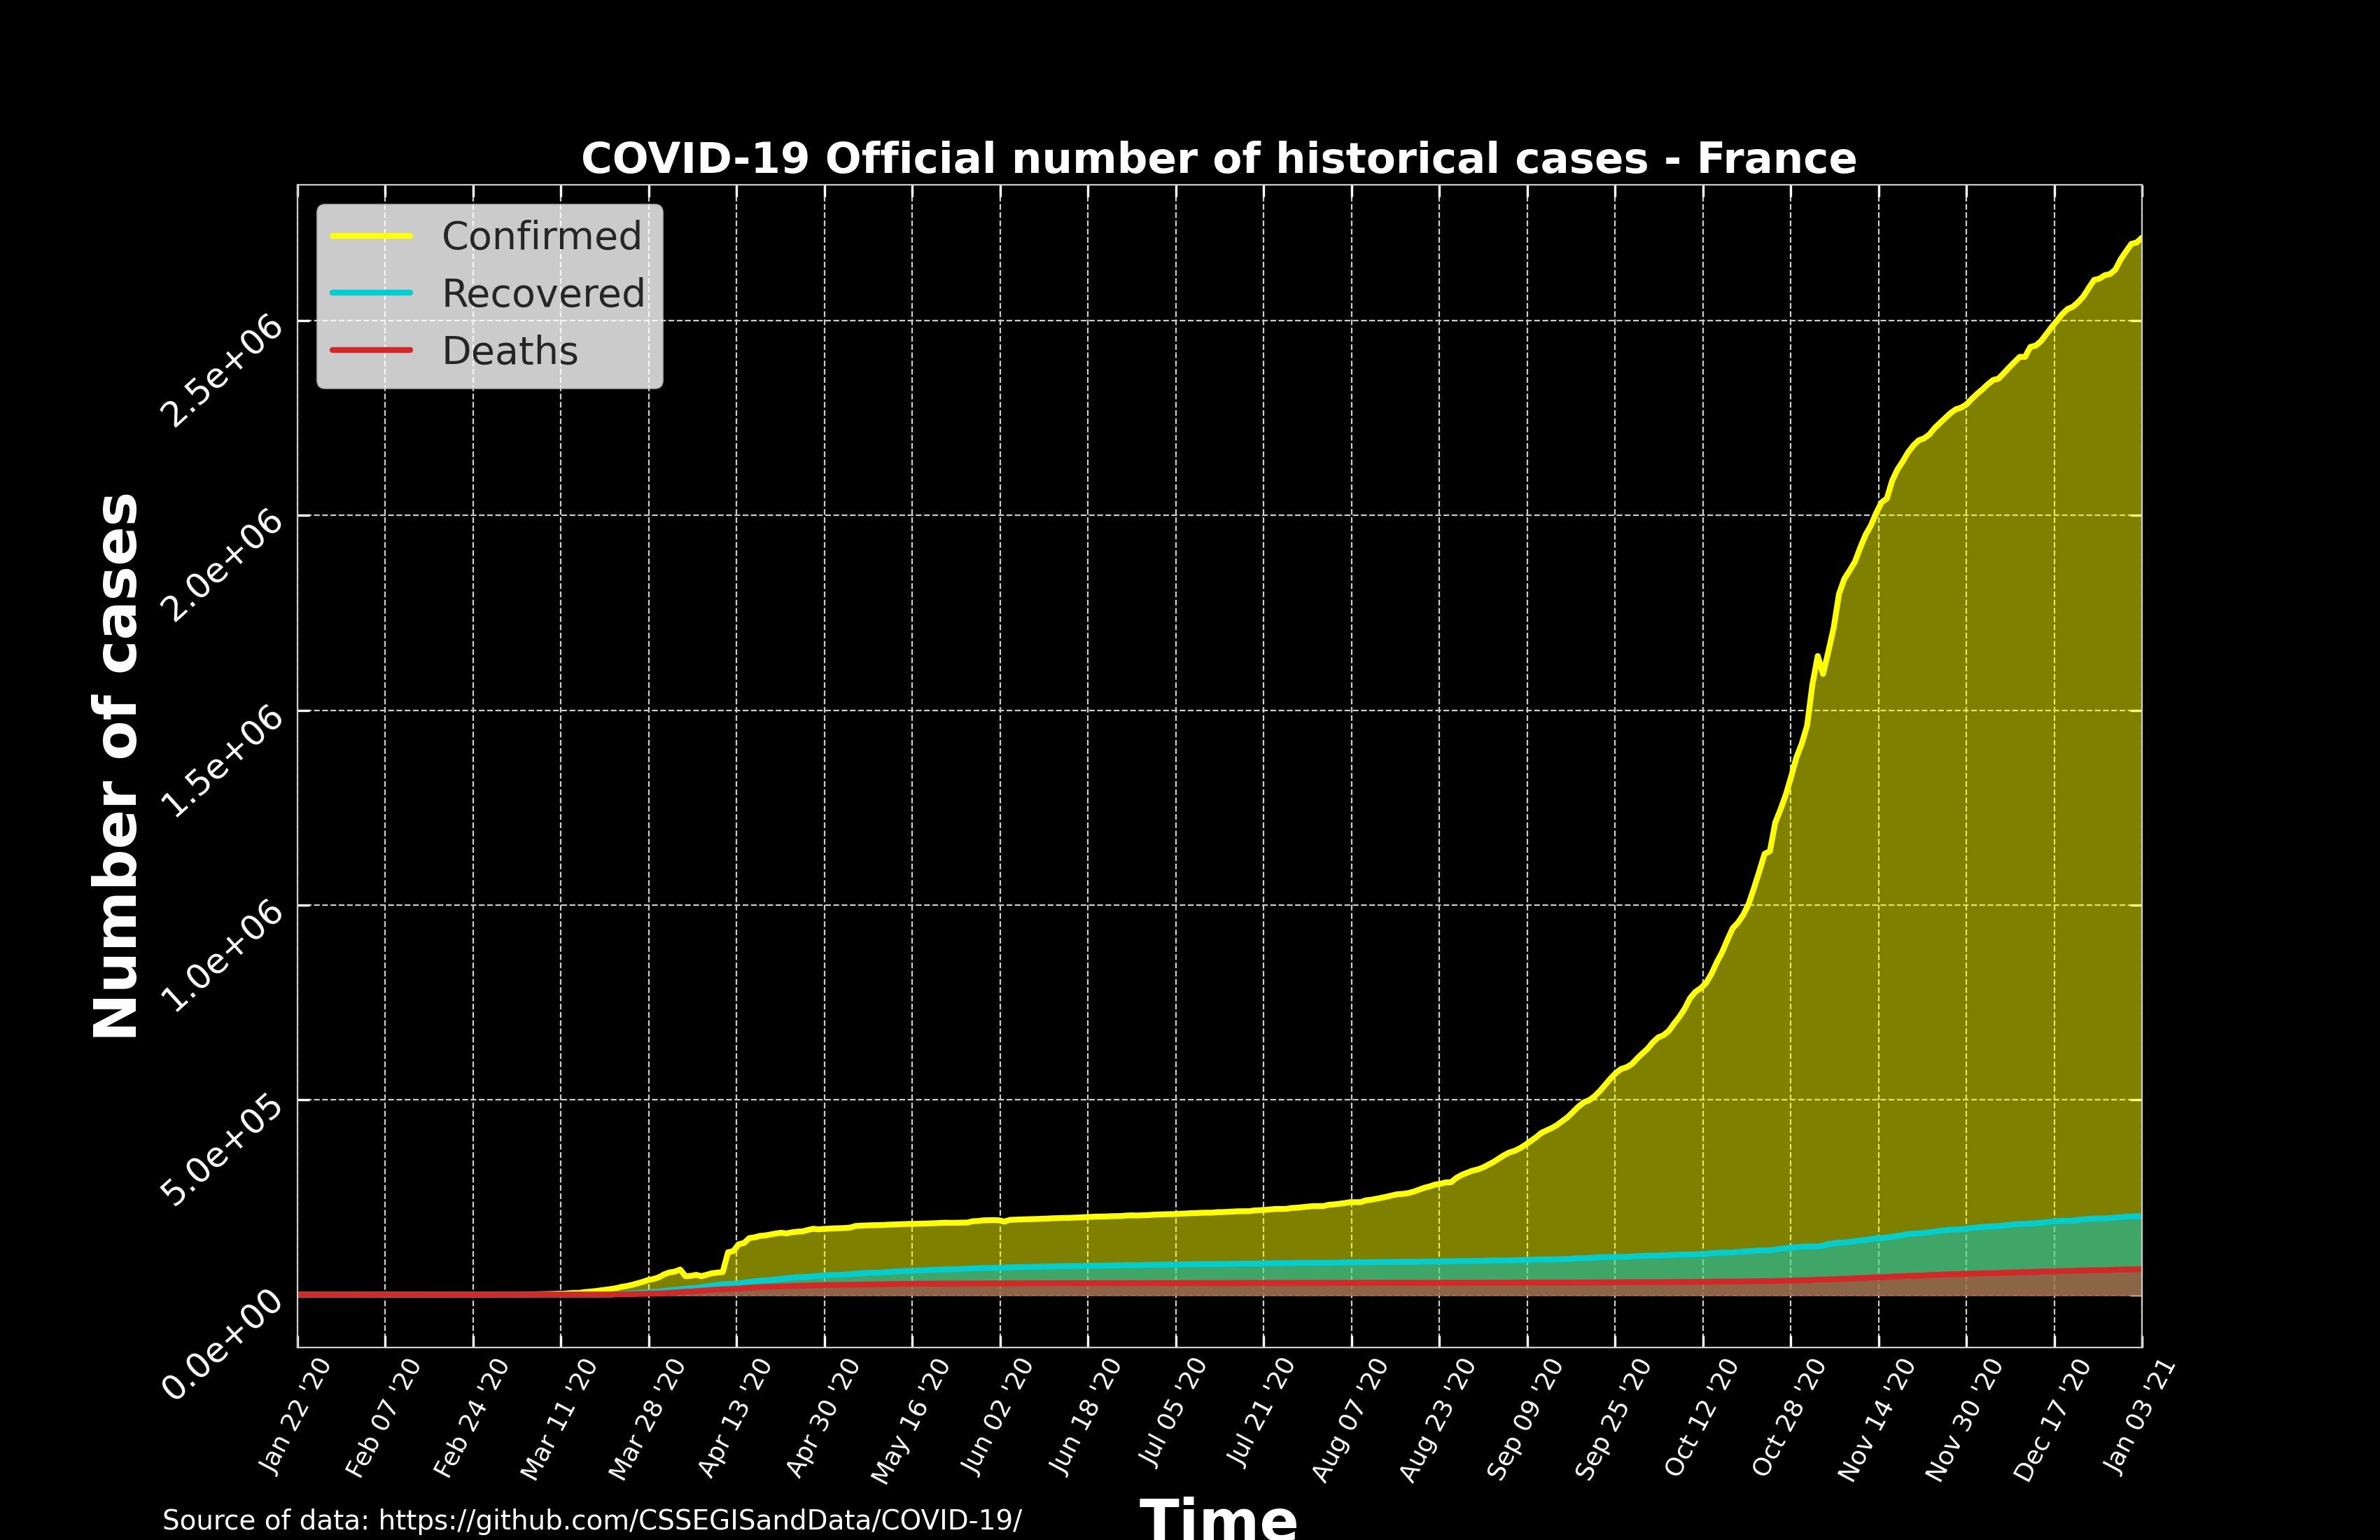 COVID-19 Official number of historical cases - France
Confirmed
Recovered
Deaths
Number of cases
2.5e+06
2.0e+06
1.5e+06
1.0e+06
5.0e+05
0.0e+00
Jan 22 '20
Feb 07 '20
Feb 24 '20
Mar 11 '20
Mar 28 '20
Apr 13 '20
Apr 30 '20
May 16 '20
Jun 02 '20
Jun 18 '20
Jul 05 '20
Jul 21 '20
Aug 07 '20
Aug 23 '20
Sep 09 '20
Sep 25 '20
Oct 12 '20
Oct 28 '20
Nov 14 '20
Nov 30 '20
Dec 17 '20
Jan 03 '21
Time
Source of data: https://github.com/CSSEGISandData/COVID-19/